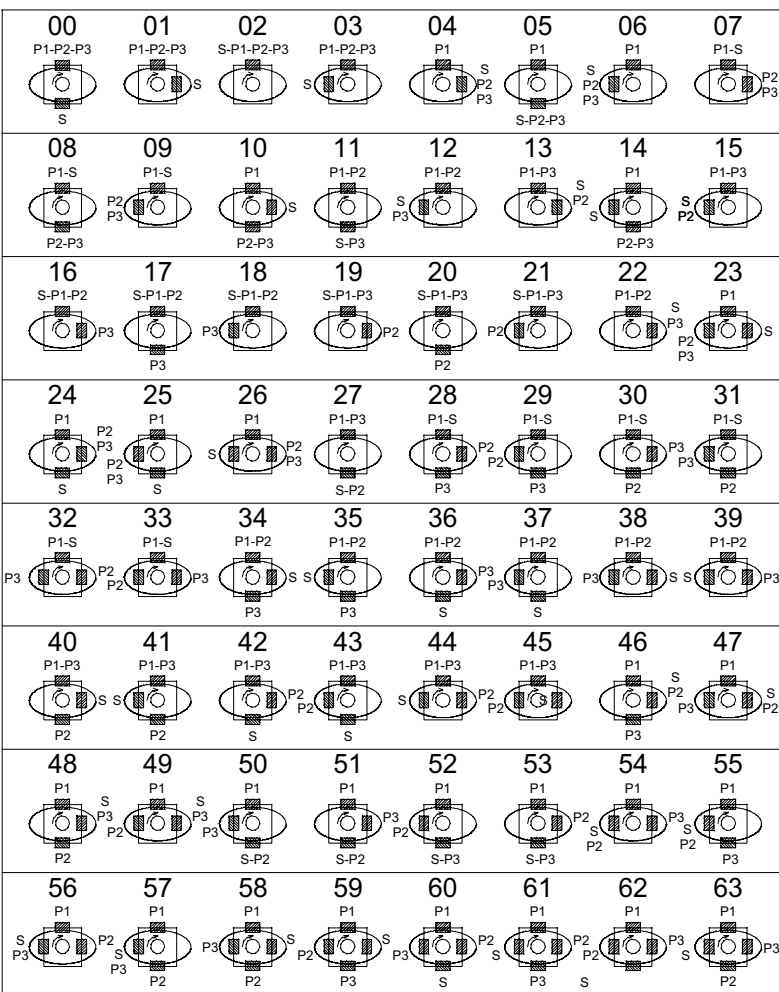 00
P1-P2-P3
S
01
P1-P2-P3
S
02
S-P1-P2-P3
03
P1-P2-P3
S
04
P1
S
P2
P3
05
P1
S-P2-P3
06
P1
S
P2
P3
07
P1-S
P2
P3
08
P1-S
P2-P3
09
P1-S
P2
P3
10
P1
S
P2-P3
11
P1-P2
S-P3
12
P1-P2
S
P3
13
P1-P3
S
P2
14
P1
S
P2-P3
15
P1-P3
S
P2
16
S-P1-P2
P3
17
S-P1-P2
P3
18
S-P1-P2
P3
19
S-P1-P3
P2
20
S-P1-P3
P2
21
S-P1-P3
P2
22
P1-P2
S
P3
23
P1
P2
P3
S
24
P1
P2
P3
S
25
P1
P2
P3
S
26
P1
S
P2
P3
27
P1-P3
S-P2
28
P1-S
P2
P3
29
P1-S
P2
P3
30
P1-S
P3
P2
31
P1-S
P3
P2
32
P1-S
P3
P2
33
P1-S
P2
P3
34
P1-P2
S
P3
35
P1-P2
S
P3
36
P1-P2
P3
S
37
P1-P2
P3
S
38
P1-P2
P3
S
39
P1-P2
S
P3
40
P1-P3
S
P2
41
P1-P3
S
P2
42
P1-P3
P2
S
43
P1-P3
P2
S
44
P1-P3
S
P2
45
P1-P3
P2
S
46
P1
S
P2
P3
47
P1
P3
S
P2
48
P1
S
P3
P2
49
P1
P2
S
P3
50
P1
P3
S-P2
51
P1
P3
S-P2
52
P1
P2
S-P3
53
P1
P2
S-P3
54
P1
S
P2
P3
55
P1
S
P2
P3
56
P1
S
P3
P2
57
P1
S
P3
P2
58
P1
P3
S
P2
59
P1
P2
S
P3
60
P1
P3
P2
S
61
P1
S
P2
P3
62
P1
P2
P3
S
63
P1
S
P3
P2